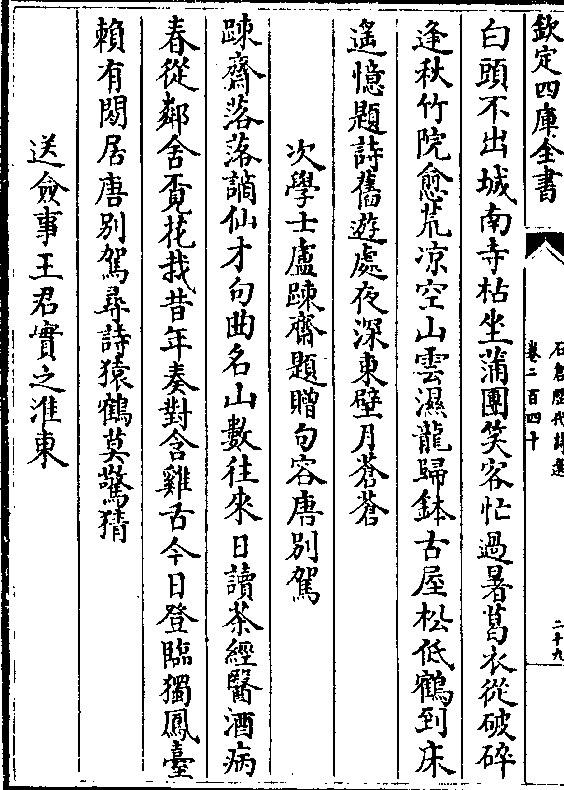 欽定四庫全書
石倉歷代詩選
卷二百四十
二十九
白頭不出城南寺枯坐蒲團笑客忙過暑葛衣從破碎
逢秋竹院愈荒凉空山雲濕龍歸鉢古屋松低鶴到床
遥憶題詩舊遊處夜深東壁月蒼蒼
次學士盧踈齋題贈句容唐别駕
踈齋落落謫仙才句曲名山數往來日讀茶經醫酒病
春從鄰舍覔花栽昔年奏對含雞舌今日登臨獨鳳臺
賴有閒居唐别駕尋詩猿鶴莫驚猜
送僉事王君實之淮東